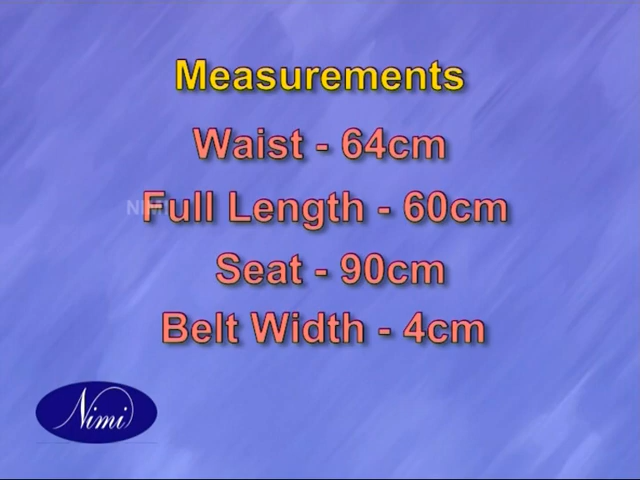 Measurements
Waist - 64cm
Full Length - 60cm
Seat - 90cm
Belt Width - 4cm
Nimi